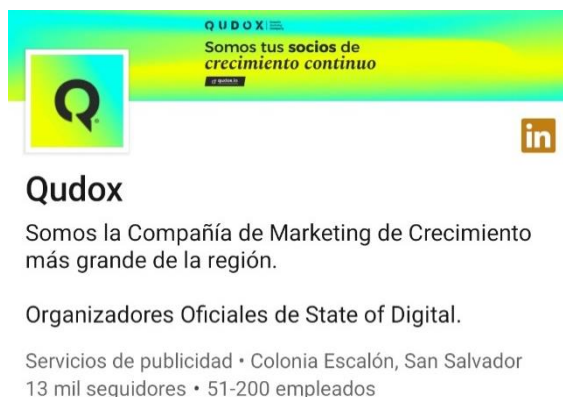 QUDOX
Somos tus socios de
crecimiento continuo
Q
in
Qudox
Somos la Compañía de Marketing de Crecimiento
más grande de la región.
Organizadores Oficiales de State of Digital.
Servicios de publicidad • Colonia Escalón, San Salvador
13 mil seguidores • 51-200 empleados